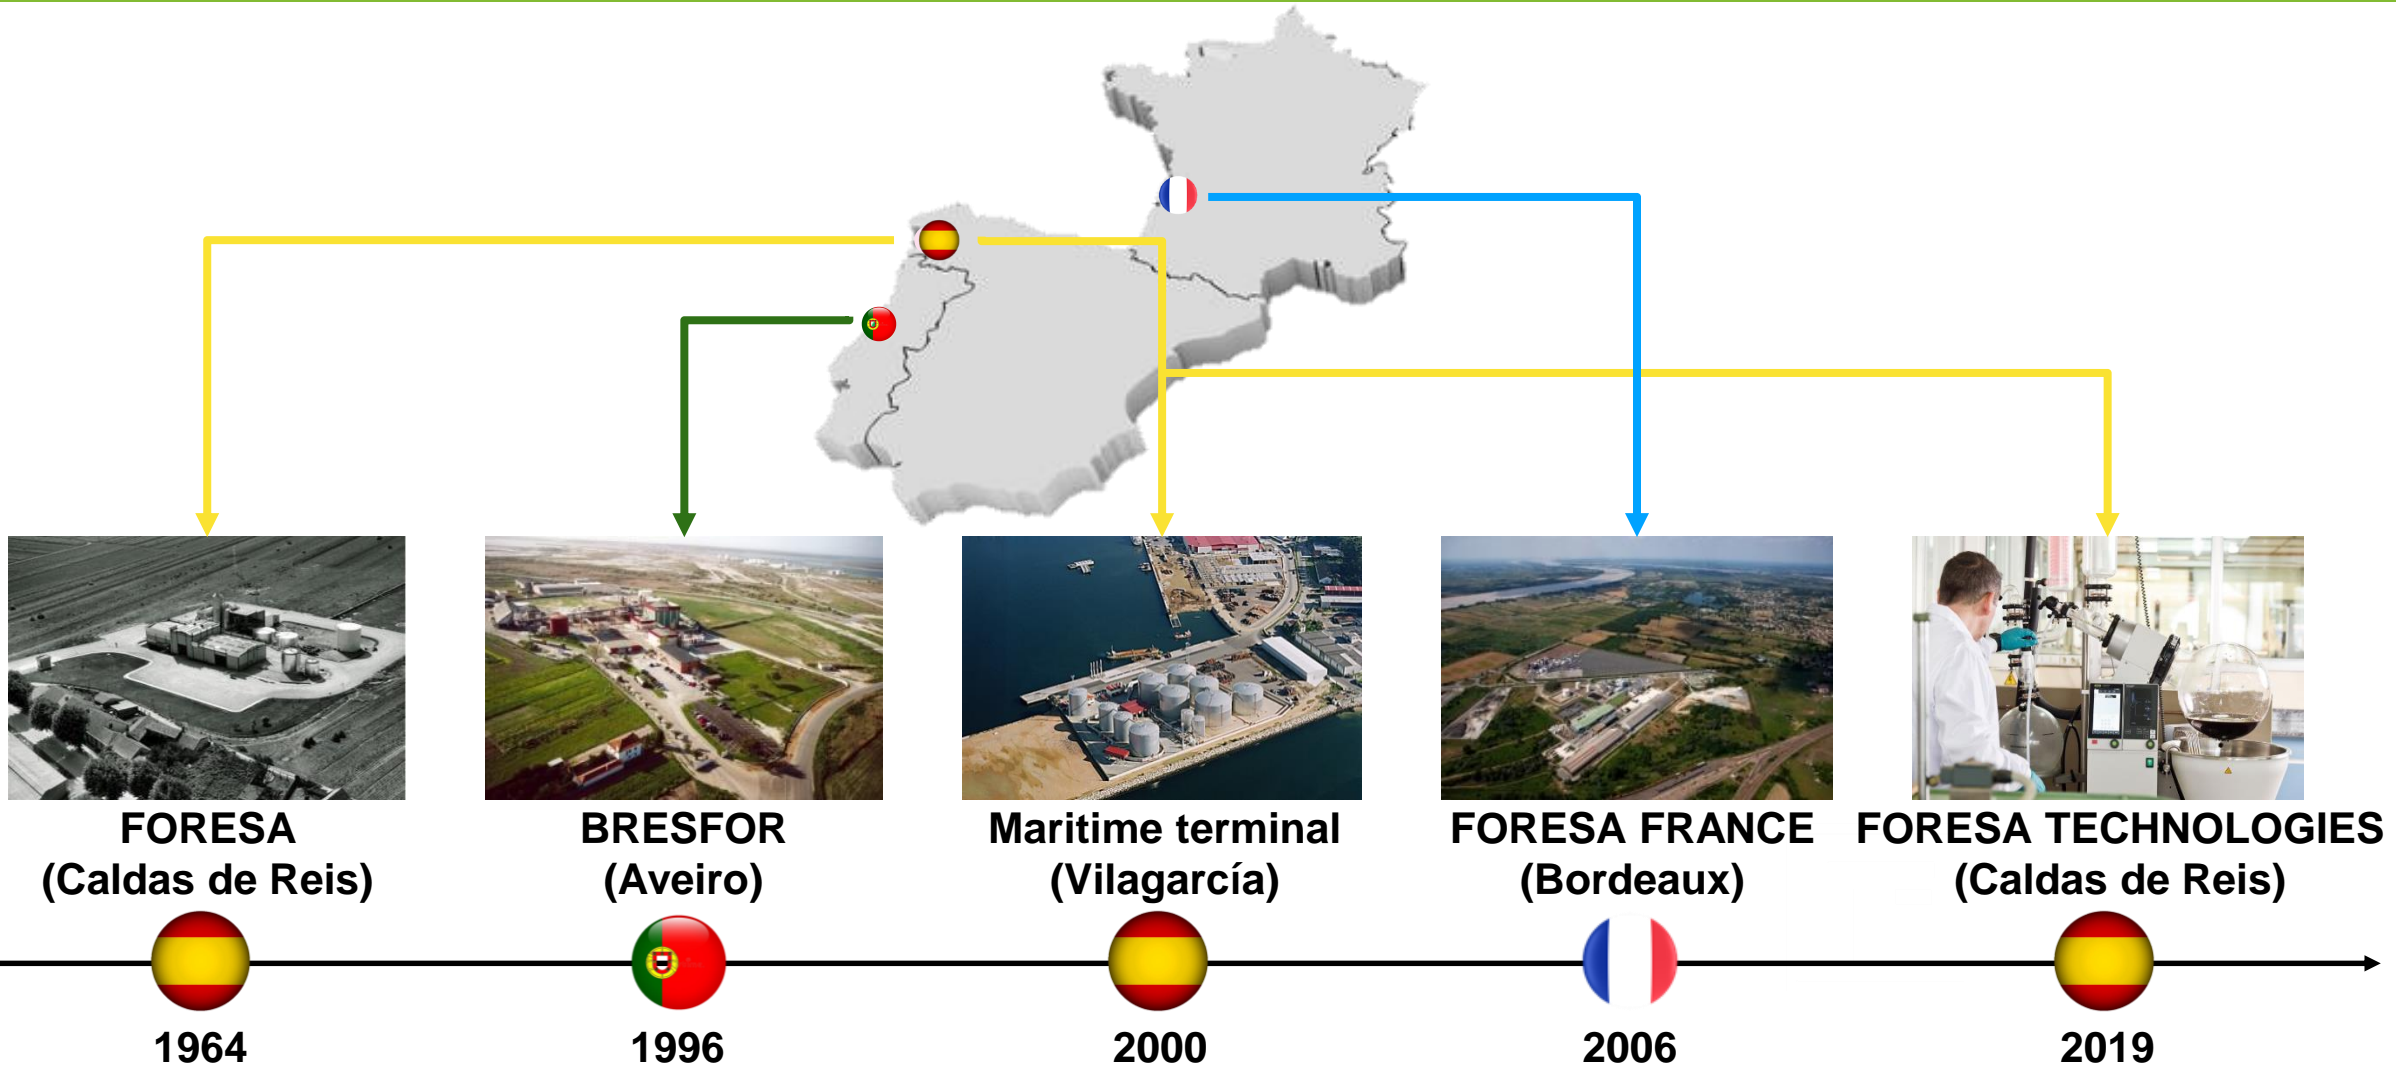 FORESA
(Caldas de Reis)
BRESFOR
(Aveiro)
Maritime terminal
(Vilagarcía)
FORESA FRANCE
(Bordeaux)
FORESA TECHNOLOGIES
(Caldas de Reis)
1964
1996
2000
2006
2019